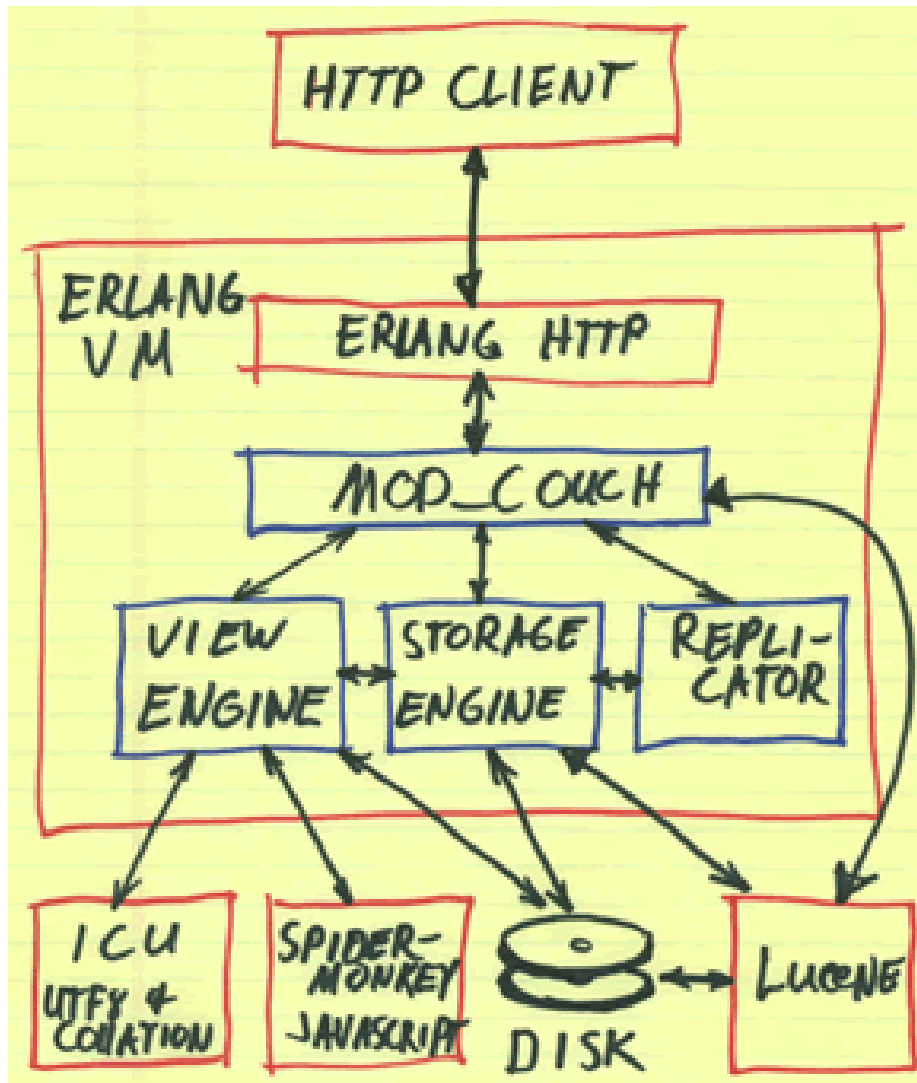 HTTP CLIENT
ERLANG
VM
ERLANG HTTP
MOD_COUCH
VIEW
ENGINE
STORAGE
ENGINE
REPLI-
CATOR
ICU
UTFY &
COLLATION
SPIDER-
MONKEY
JAVASCRIPT
DISK
LUCENE